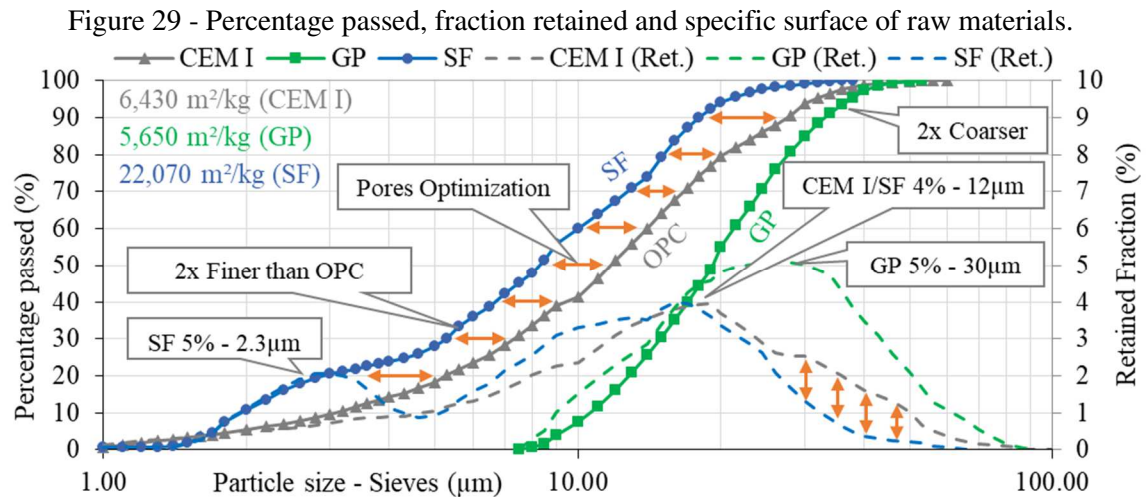 Figure 29 - Percentage passed, fraction retained and specific surface of raw materials.
CEM I GP SF CEM I (Ret.) GP (Ret.) SF (Ret.)
Percentage passed (%)
100
90
80
70
60
50
40
30
20
10
0
6,430 m²/kg (CEM I)
5,650 m²/kg (GP)
22,070 m²/kg (SF)
Pores Optimization
2x Finer than OPC
SF 5% - 2.3µm
SF
OPC
GP
2x Coarser
CEM I/SF 4% - 12µm
GP 5% - 30µm
10
9
8
7
6
5
4
3
2
1
0
Retained Fraction (%)
1.00
10.00
100.00
Particle size - Sieves (µm)